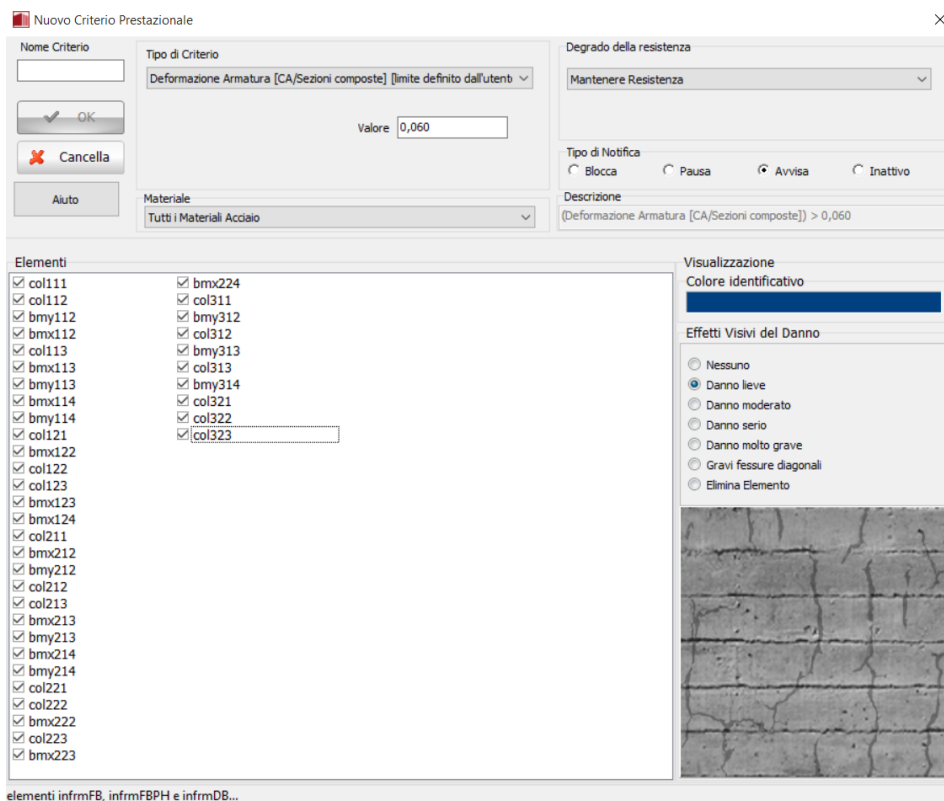 Nuovo Criterio Prestazionale
Nome Criterio
OK
Cancella
Aiuto
Tipo di Criterio
Deformazione Armatura [CA/Sezioni composte] [limite definito dall'utent
Valore 0,060
Materiale
Tutti i Materiali Acciaio
Degrado della resistenza
Mantenere Resistenza
Tipo di Notifica
Blocca Pausa Avvisa Inattivo
Descrizione
(Deformazione Armatura [CA/Sezioni composte]) > 0,060
Elementi
col111
col112
bmy112
bmx112
col113
bmx113
bmy113
bmx114
bmy114
col121
bmx122
col122
col123
bmx123
bmx124
col211
bmx212
bmy212
col212
col213
bmx213
bmy213
bmx214
bmy214
col221
col222
bmx222
col223
bmx223
bmx224
col311
bmy312
col312
bmy313
col313
bmy314
col321
col322
col323
Visualizzazione
Colore identificativo
Effetti Visivi del Danno
Nessuno
Danno lieve
Danno moderato
Danno serio
Danno molto grave
Gravi fessure diagonali
Elimina Elemento
elementi infrmFB, infrmFBPH e infrmDB...